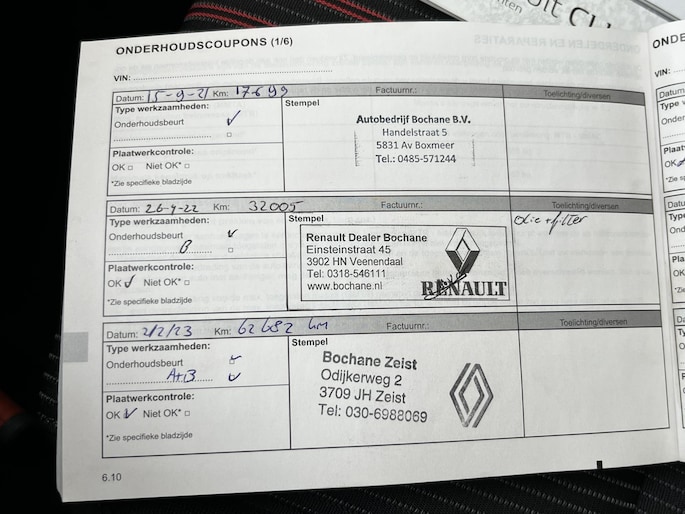 ONDERHOUDSCOUPONS (1/6)
VIN:
Datum: 15-9-21 Km: 17699 Factuurnr.: Toelichting/diversen
Type werkzaamheden:
Onderhoudsbeurt
Plaatwerkcontrole:
OK Niet OK*
*Zie specifieke bladzijde
Stempel
Autobedrijf Bochane B.V.
Handelstraat 5
5831 Av Boxmeer
Tel.: 0485-571244
Datum: 26-4-22 Km: 32005 Factuurnr.: Toelichting/diversen
Type werkzaamheden:
Onderhoudsbeurt
B
Plaatwerkcontrole:
OK Niet OK*
*Zie specifieke bladzijde
Stempel
Renault Dealer Bochane
Einsteinstraat 45
3902 HN Veenendaal
Tel: 0318-546111
www.bochane.nl
RENAULT
Olie + filter
Datum: 2/2/23 Km: 62682 km Factuurnr.: Toelichting/diversen
Type werkzaamheden:
Onderhoudsbeurt
A+B
Plaatwerkcontrole:
OK Niet OK*
*Zie specifieke bladzijde
Stempel
Bochane Zeist
Odijkerweg 2
3709 JH Zeist
Tel: 030-6988069
6.10
VIN: